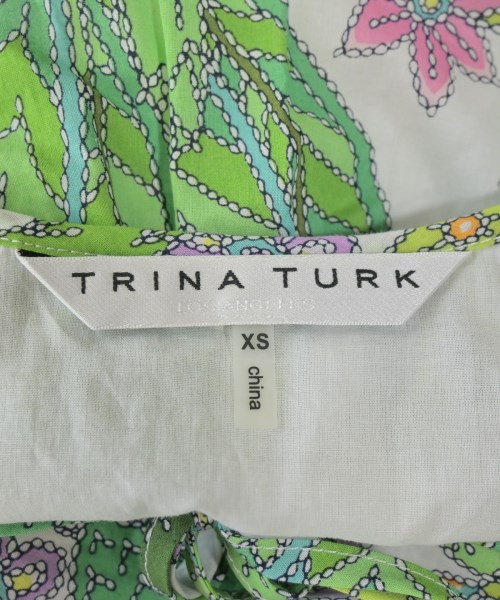 TRINA TURK
LOS ANGELES
XS
china